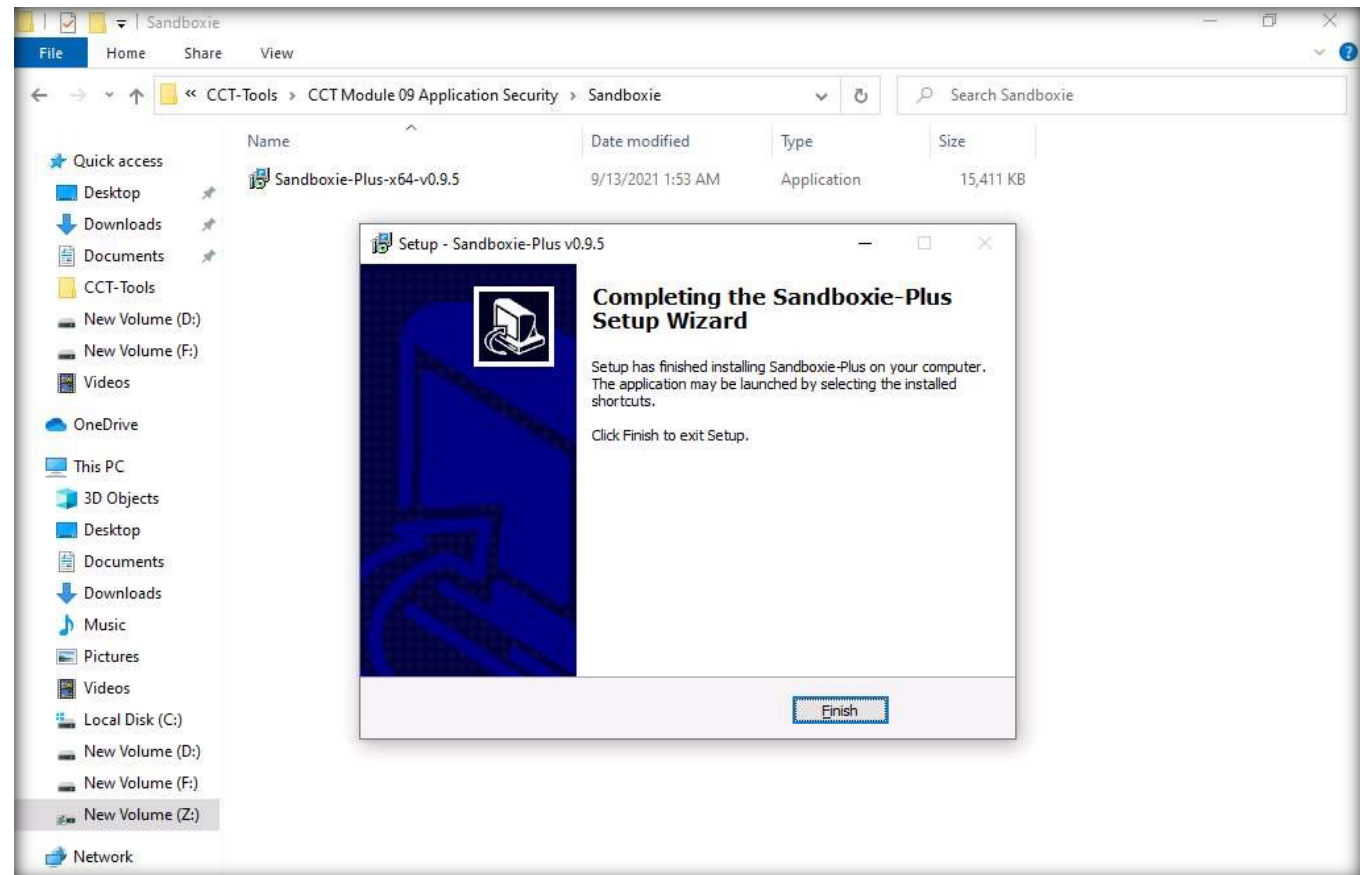 Sandboxie
File Home Share View
« CCT-Tools › CCT Module 09 Application Security › Sandboxie
Search Sandboxie
Name Date modified Type Size
Sandboxie-Plus-x64-v0.9.5 9/13/2021 1:53 AM Application 15,411 KB
Quick access
Desktop
Downloads
Documents
CCT-Tools
New Volume (D:)
New Volume (F:)
Videos
OneDrive
This PC
3D Objects
Desktop
Documents
Downloads
Music
Pictures
Videos
Local Disk (C:)
New Volume (D:)
New Volume (F:)
New Volume (Z:)
Network
Setup - Sandboxie-Plus v0.9.5
Completing the Sandboxie-Plus
Setup Wizard
Setup has finished installing Sandboxie-Plus on your computer.
The application may be launched by selecting the installed
shortcuts.
Click Finish to exit Setup.
Finish